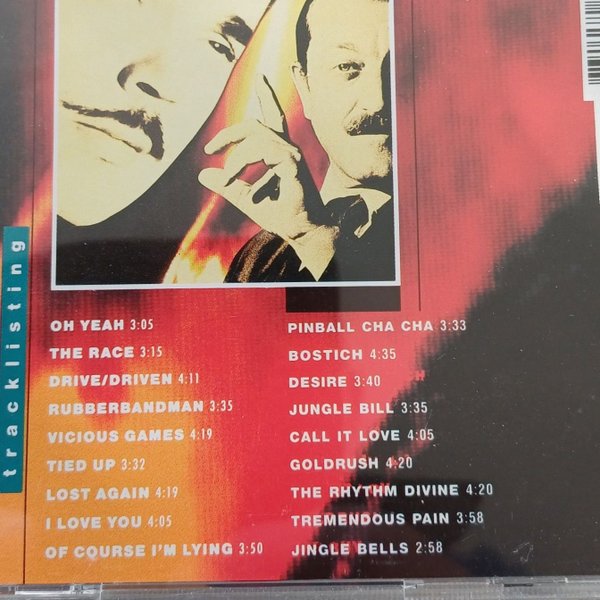 tracklisting
OH YEAH 3:05
THE RACE 3:15
DRIVE/DRIVEN 4:11
RUBBERBANDMAN 3:35
VICIOUS GAMES 4:19
TIED UP 3:32
LOST AGAIN 4:19
I LOVE YOU 4:05
OF COURSE I'M LYING 3:50
PINBALL CHA CHA 3:33
BOSTICH 4:35
DESIRE 3:40
JUNGLE BILL 3:35
CALL IT LOVE 4:05
GOLDRUSH 4:20
THE RHYTHM DIVINE 4:20
TREMENDOUS PAIN 3:58
JINGLE BELLS 2:58